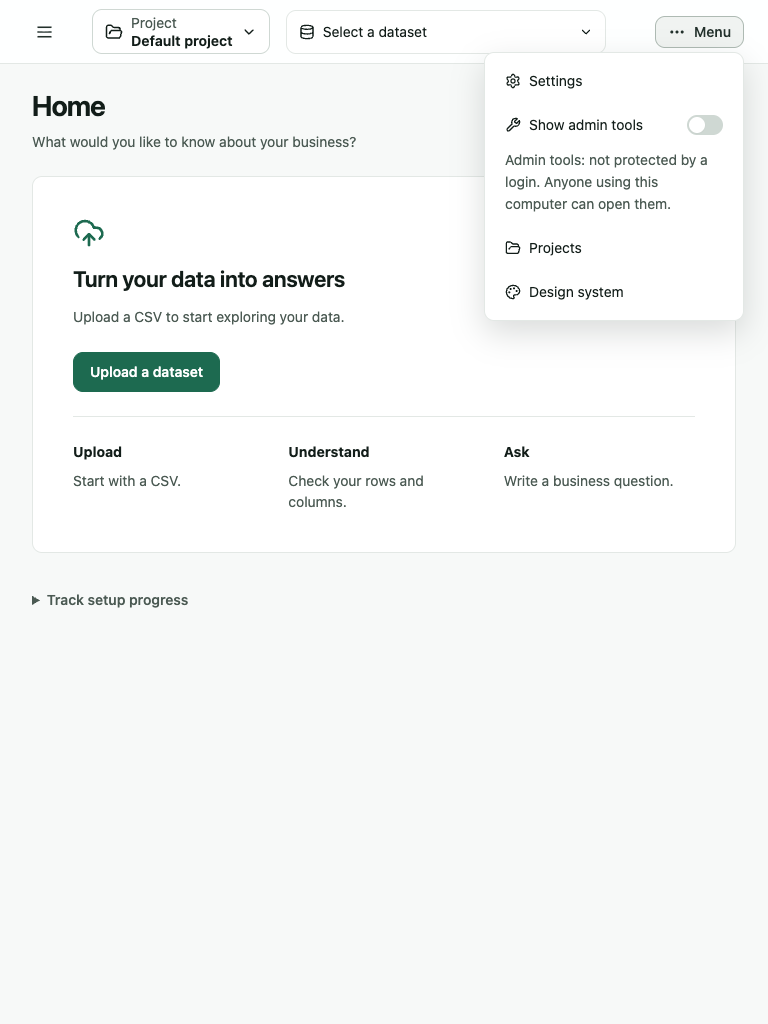 Project
Default project
Select a dataset
Menu
Settings
Show admin tools
Admin tools: not protected by a
login. Anyone using this
computer can open them.
Projects
Design system
Home
What would you like to know about your business?
Turn your data into answers
Upload a CSV to start exploring your data.
Upload a dataset
Upload
Start with a CSV.
Understand
Check your rows and
columns.
Ask
Write a business question.
Track setup progress